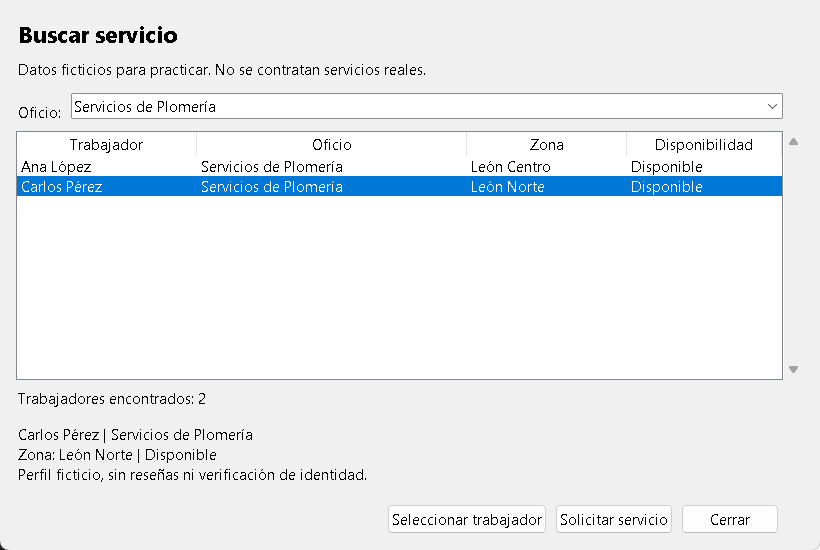 Buscar servicio
Datos ficticios para practicar. No se contratan servicios reales.
Oficio: Servicios de Plomería
Trabajador Oficio Zona Disponibilidad
Ana López Servicios de Plomería León Centro Disponible
Carlos Pérez Servicios de Plomería León Norte Disponible
Trabajadores encontrados: 2
Carlos Pérez | Servicios de Plomería
Zona: León Norte | Disponible
Perfil ficticio, sin reseñas ni verificación de identidad.
Seleccionar trabajador Solicitar servicio Cerrar